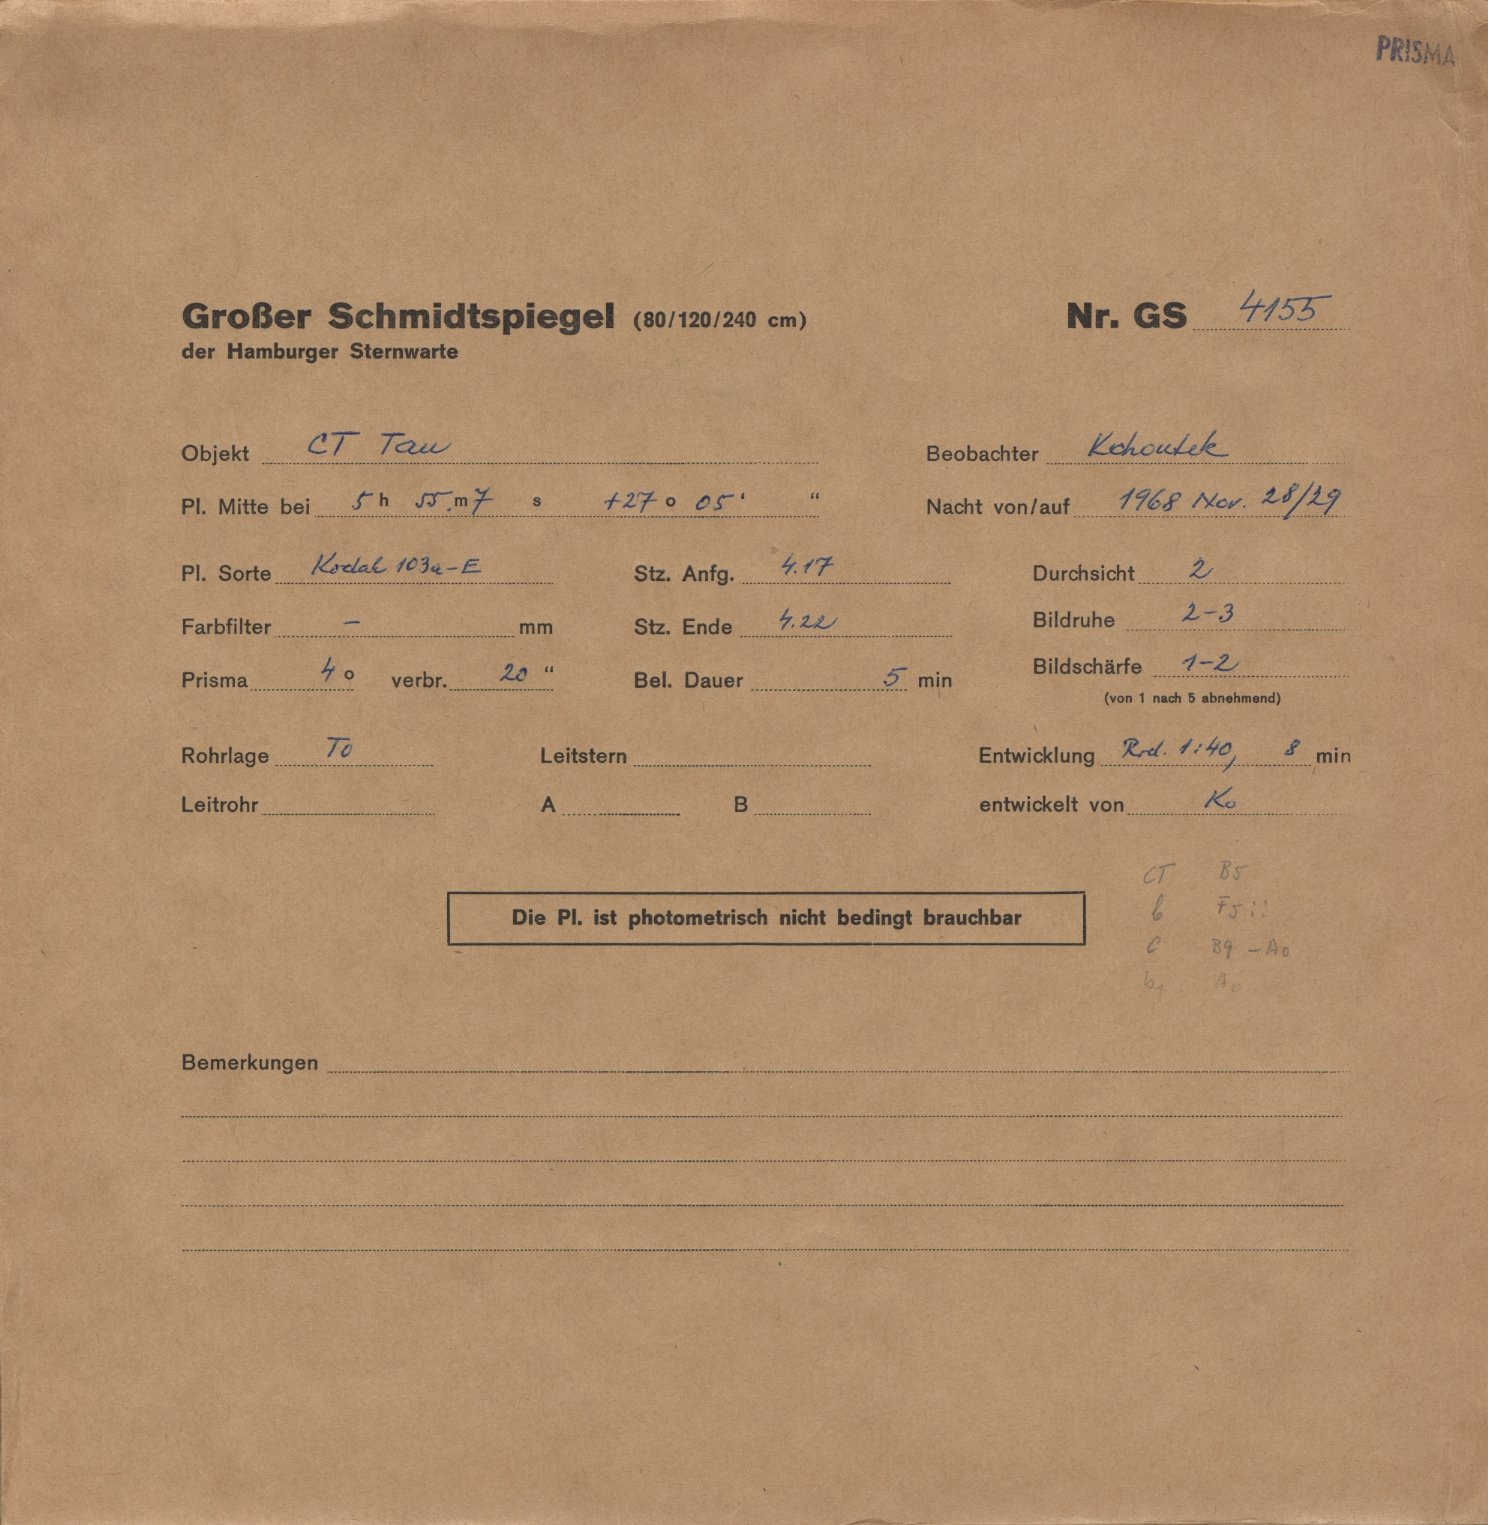 PRISMA
Großer Schmidtspiegel (80/120/240 cm) Nr. GS 4155
der Hamburger Sternwarte
Objekt CT Tau Beobachter Kohoutek
Pl. Mitte bei 5 h 55. m 7 s +27 o 05 ‘ “ Nacht von/auf 1968 Nov. 28/29
Pl. Sorte Kodak 103a-E Stz. Anfg. 4.17 Durchsicht 2
Farbfilter – mm Stz. Ende 4.22 Bildruhe 2-3
Prisma 4 o verbr. 20 “ Bel. Dauer 5 min Bildschärfe 1-2
(von 1 nach 5 abnehmend)
Rohrlage To Leitstern Entwicklung Rod. 1:40, 8 min
Leitrohr A B entwickelt von Ko
CT B5
b F5::
Die Pl. ist photometrisch nicht bedingt brauchbar
c B9 – A0
b1 A0
Bemerkungen